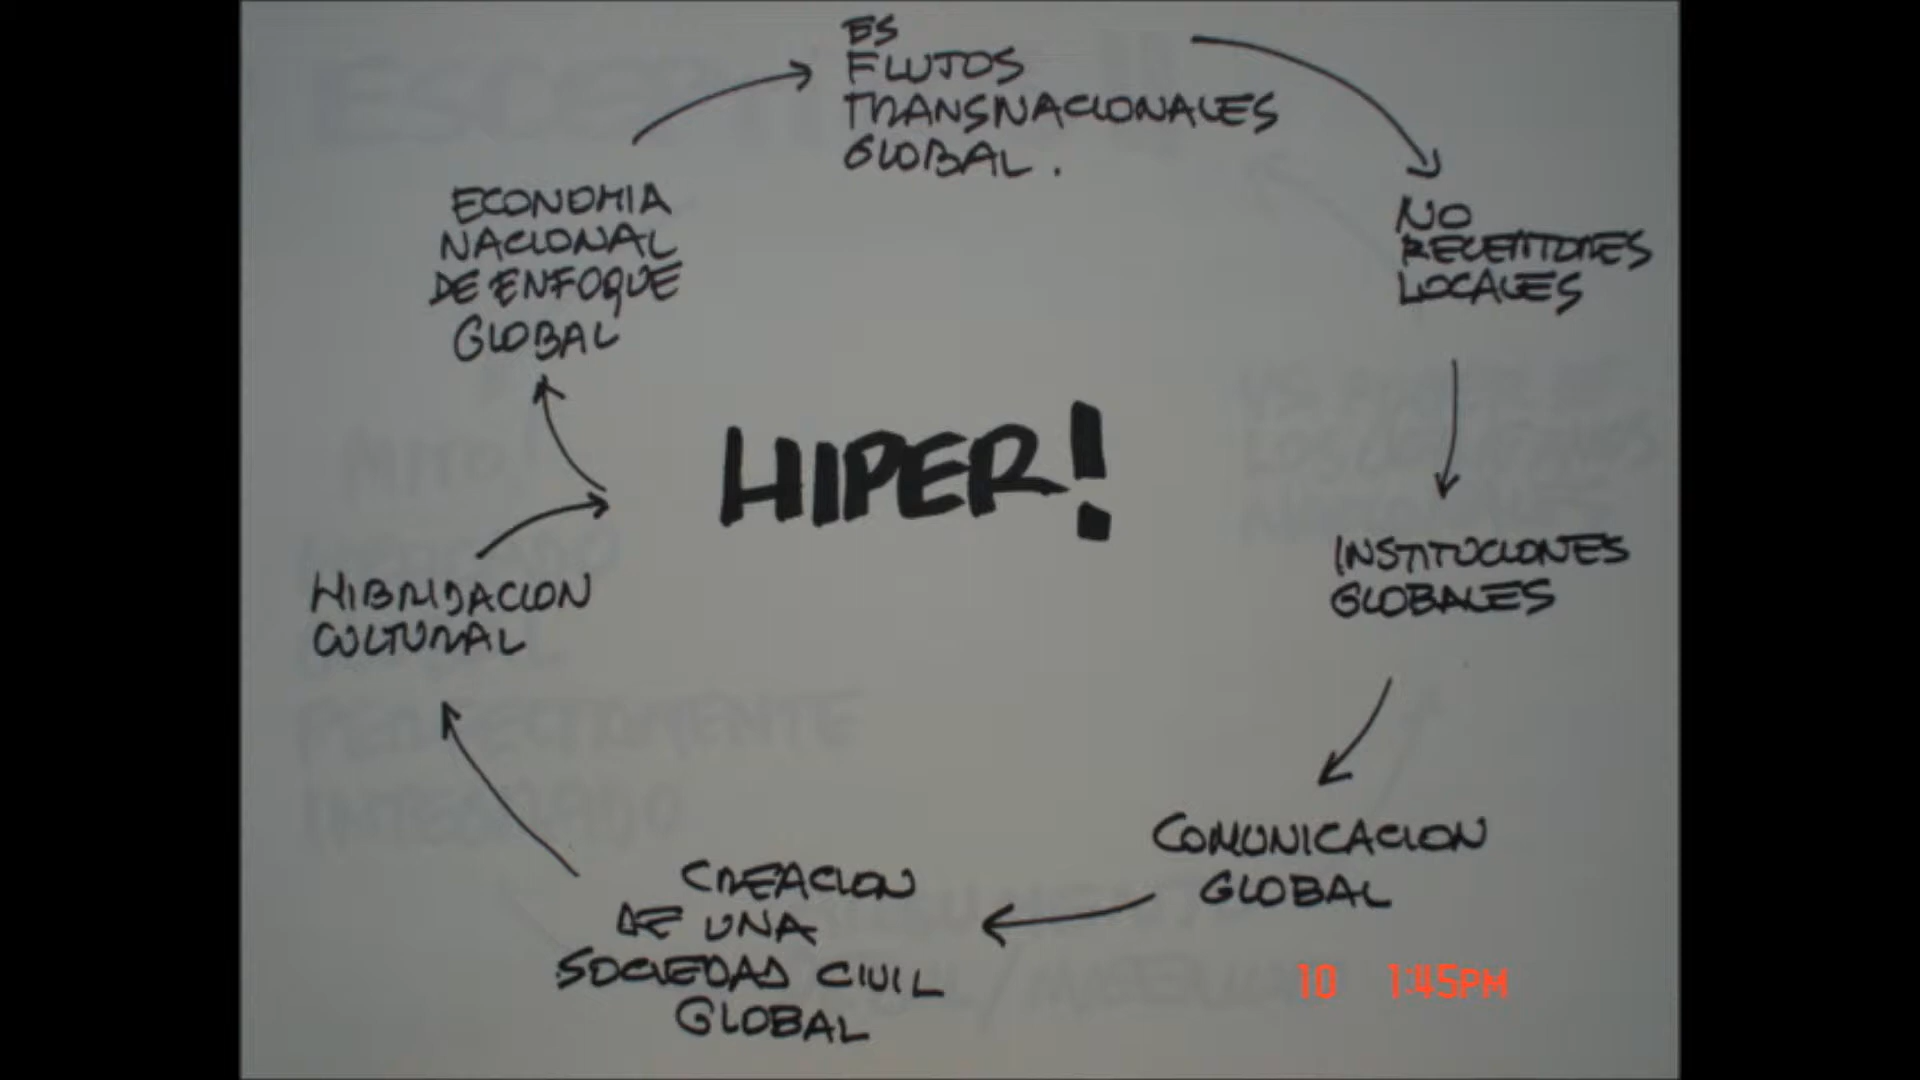 ES
FLUJOS
TRANSNACIONALES
GLOBAL.
NO
RECEPTORES
LOCALES
INSTITUCIONES
GLOBALES
COMUNICACION
GLOBAL
CREACION
DE UNA
SOCIEDAD CIVIL
GLOBAL
HIBRIDACION
CULTURAL
ECONOMIA
NACIONAL
DE ENFOQUE
GLOBAL
HIPER!
10 1:45PM